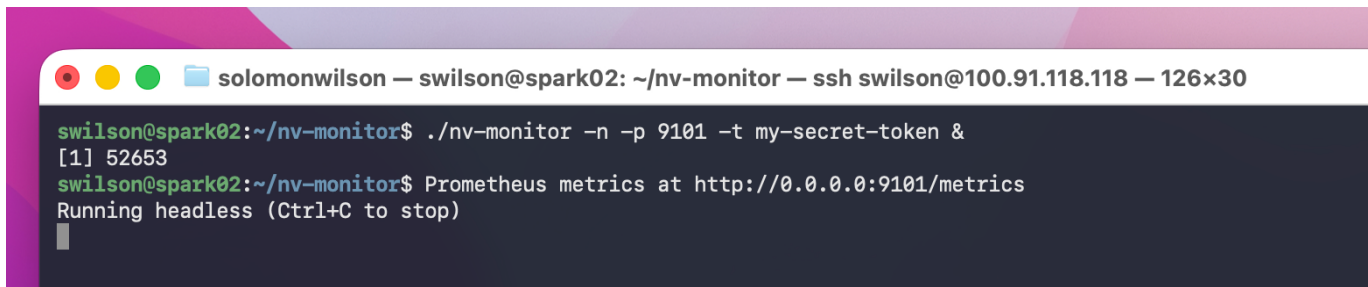 solomonwilson — swilson@spark02: ~/nv-monitor — ssh swilson@100.91.118.118 — 126×30
swilson@spark02:~/nv-monitor$ ./nv-monitor -n -p 9101 -t my-secret-token &
[1] 52653
swilson@spark02:~/nv-monitor$ Prometheus metrics at http://0.0.0.0:9101/metrics
Running headless (Ctrl+C to stop)